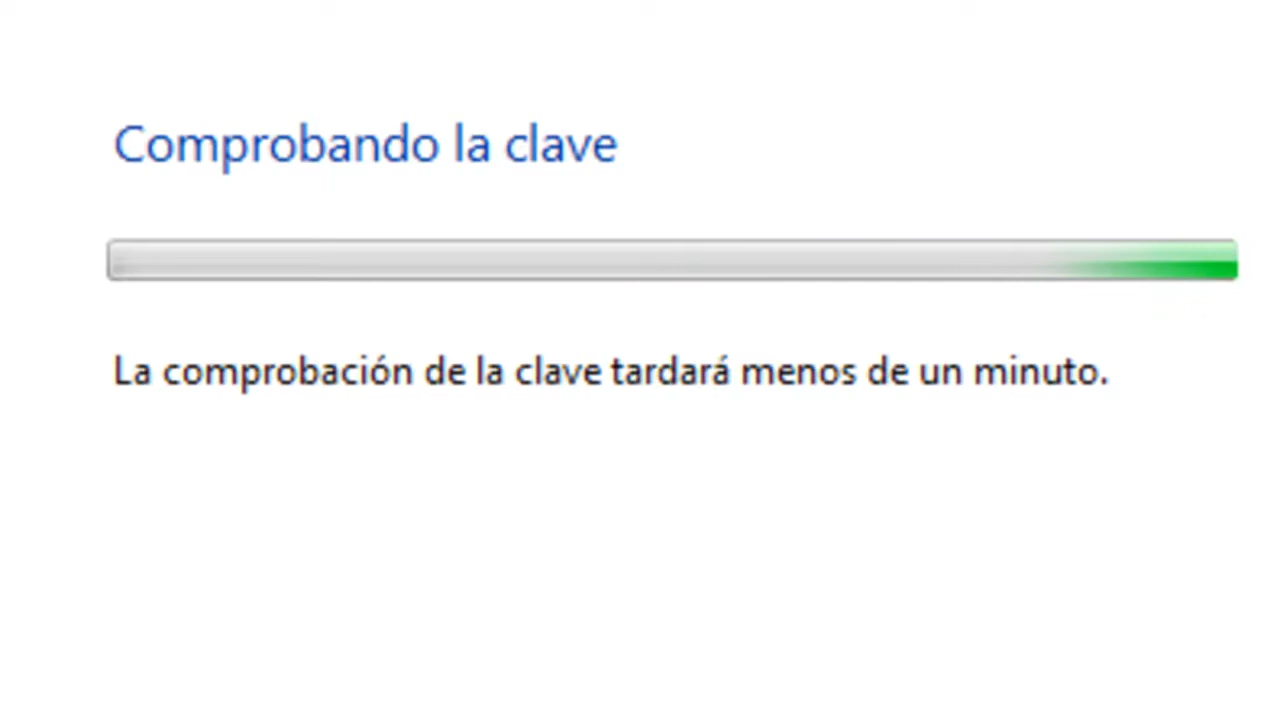 Comprobando la clave
La comprobación de la clave tardará menos de un minuto.